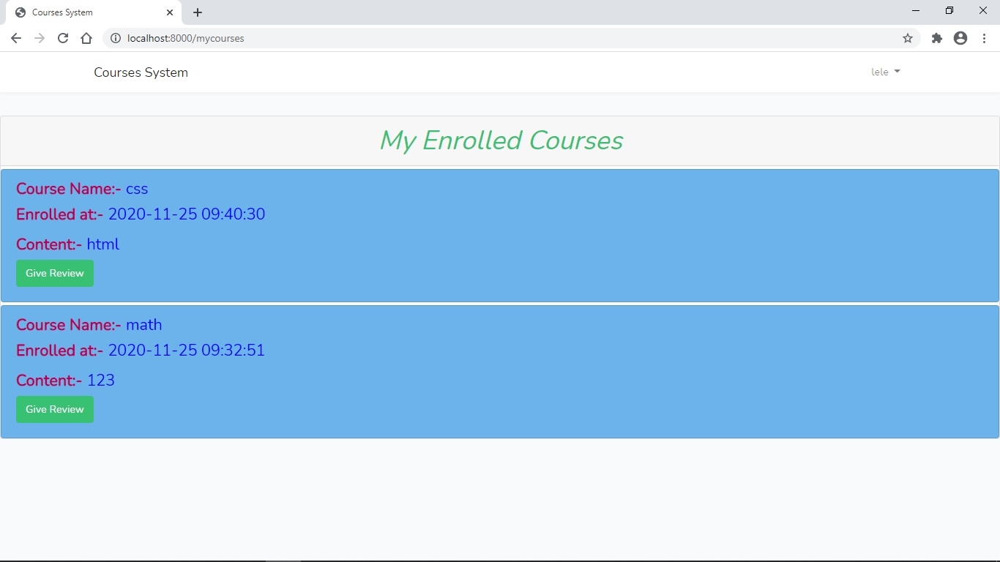 Courses System
localhost:8000/mycourses
Courses System
lele
My Enrolled Courses
Course Name:- css
Enrolled at:- 2020-11-25 09:40:30
Content:- html
Give Review
Course Name:- math
Enrolled at:- 2020-11-25 09:32:51
Content:- 123
Give Review